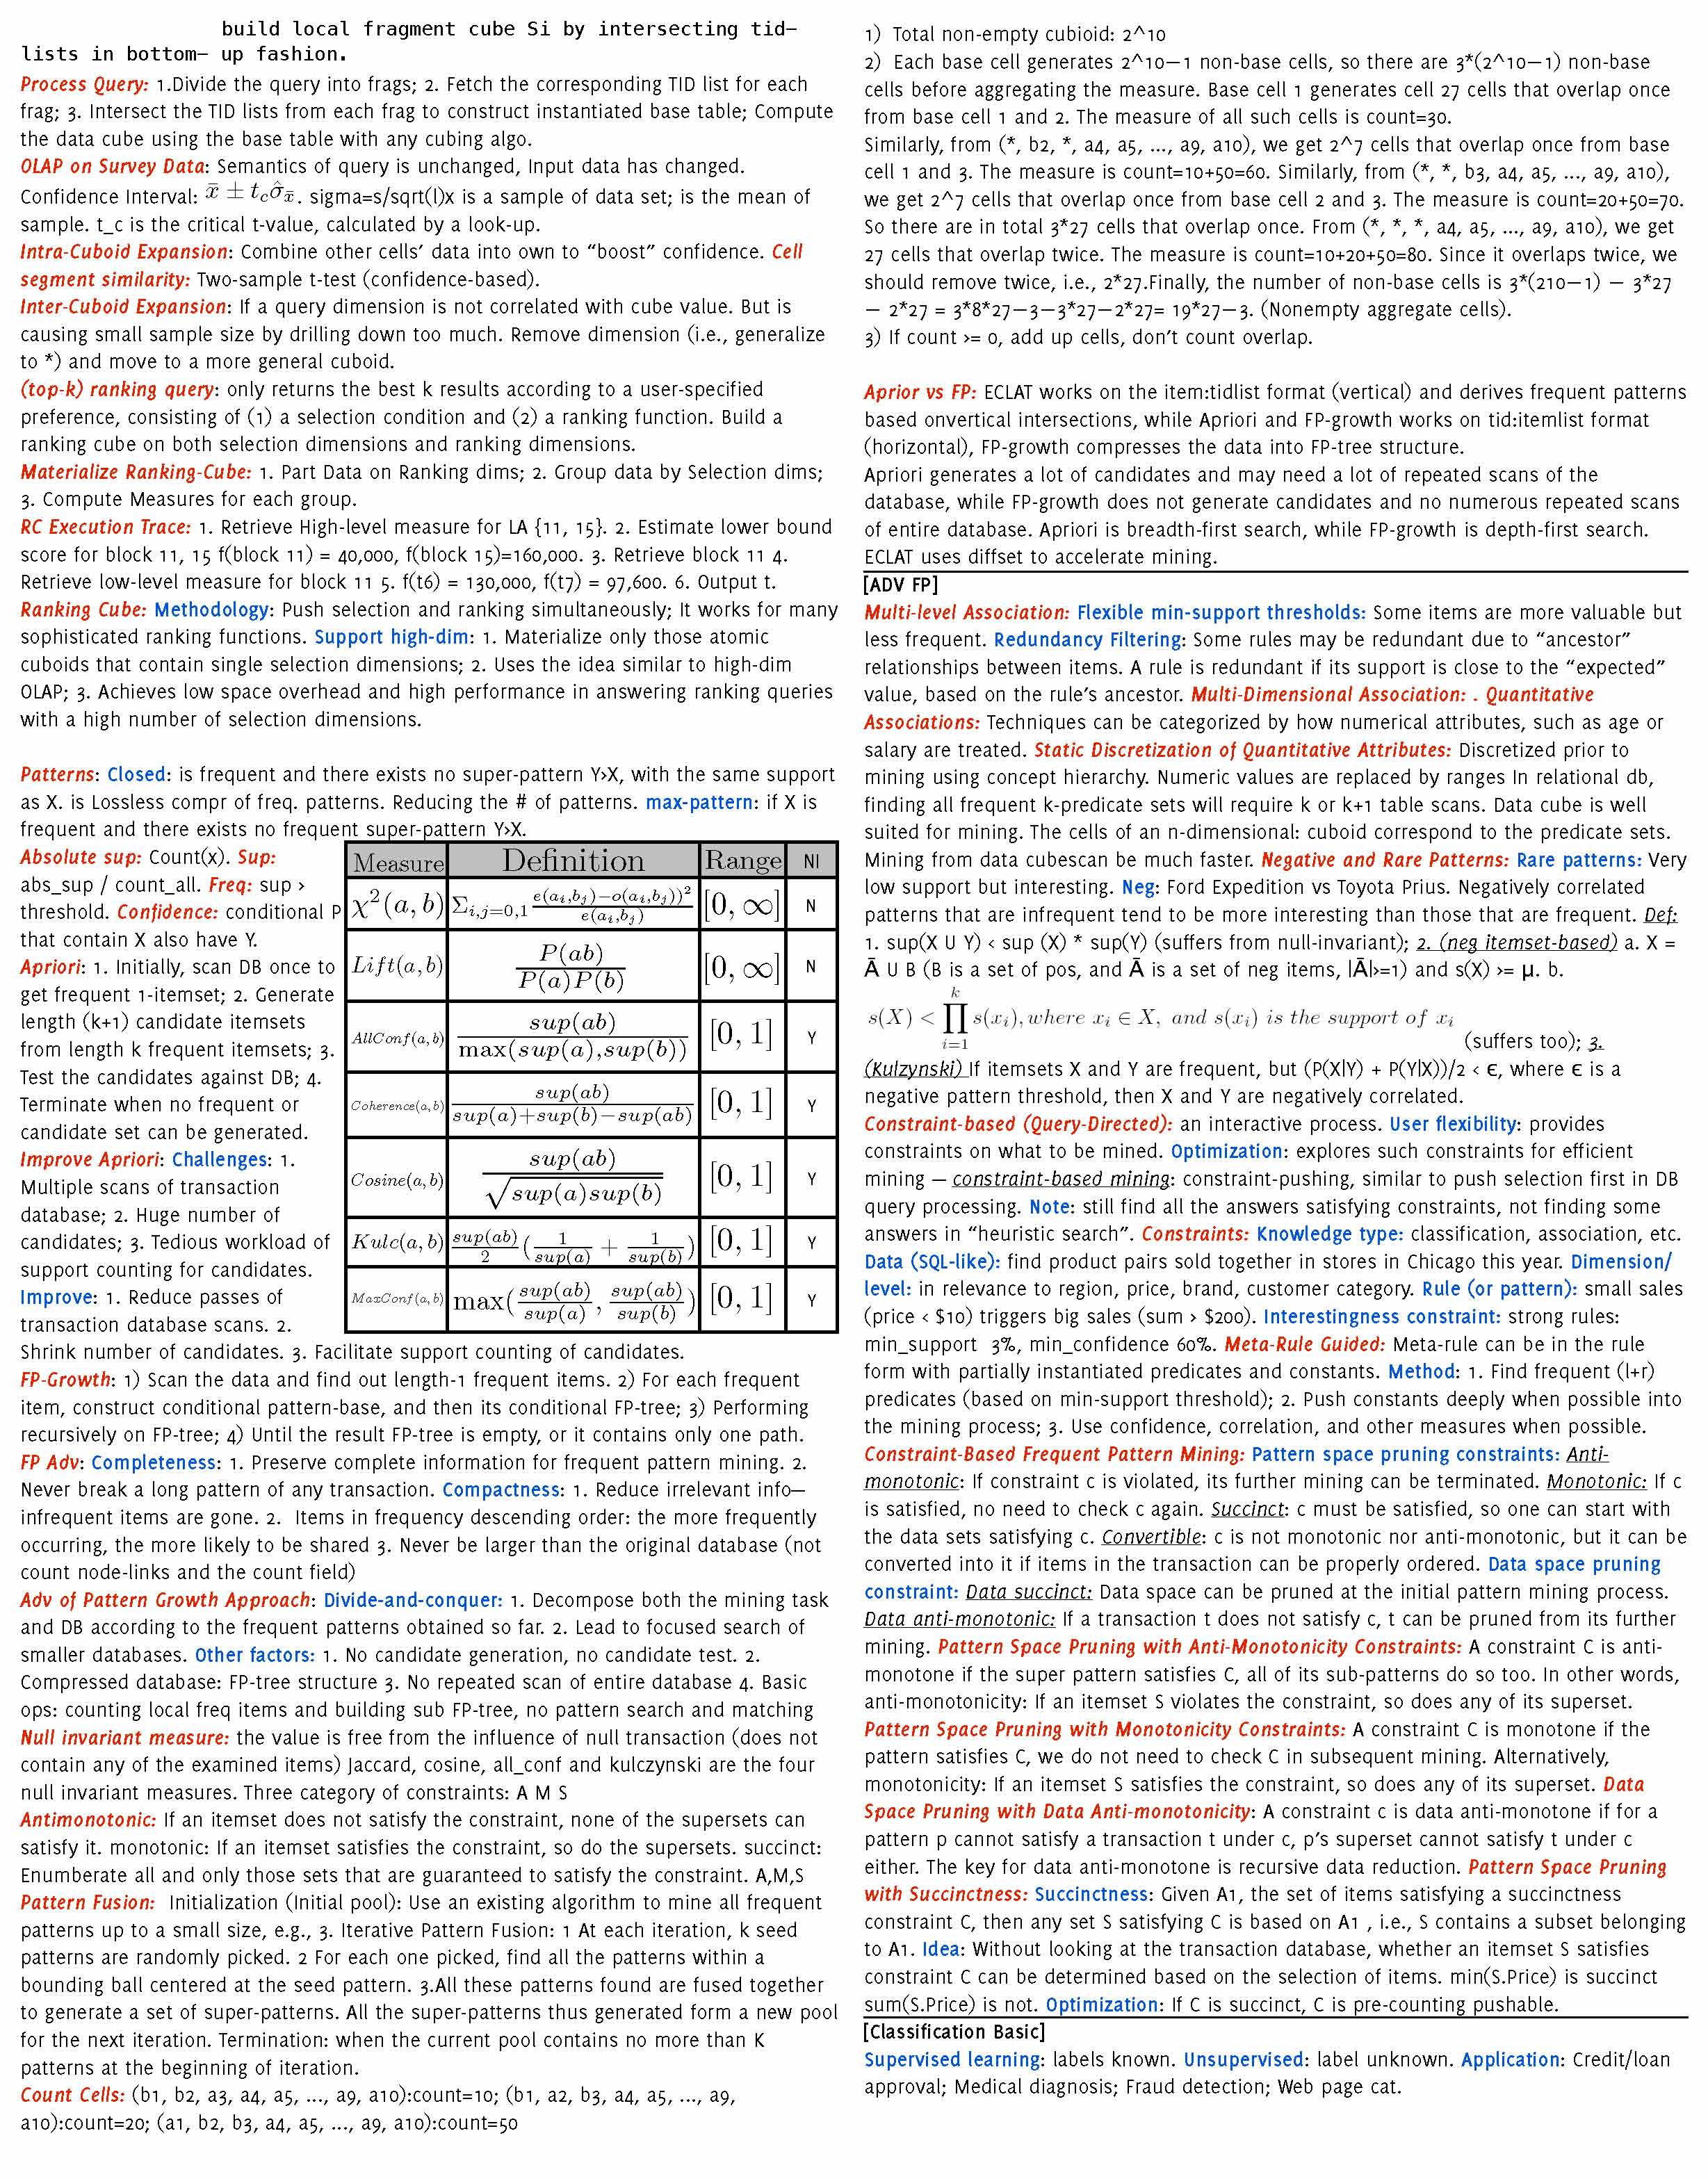 build local fragment cube Si by intersecting tid–
lists in bottom– up fashion.
Process Query: 1.Divide the query into frags; 2. Fetch the corresponding TID list for each
frag; 3. Intersect the TID lists from each frag to construct instantiated base table; Compute
the data cube using the base table with any cubing algo.
OLAP on Survey Data: Semantics of query is unchanged, Input data has changed.
Confidence Interval: x̄ ± t_c σ̂_x̄. sigma=s/sqrt(l)x is a sample of data set; is the mean of
sample. t_c is the critical t-value, calculated by a look-up.
Intra-Cuboid Expansion: Combine other cells’ data into own to “boost” confidence. Cell
segment similarity: Two-sample t-test (confidence-based).
Inter-Cuboid Expansion: If a query dimension is not correlated with cube value. But is
causing small sample size by drilling down too much. Remove dimension (i.e., generalize
to *) and move to a more general cuboid.
(top-k) ranking query: only returns the best k results according to a user-specified
preference, consisting of (1) a selection condition and (2) a ranking function. Build a
ranking cube on both selection dimensions and ranking dimensions.
Materialize Ranking-Cube: 1. Part Data on Ranking dims; 2. Group data by Selection dims;
3. Compute Measures for each group.
RC Execution Trace: 1. Retrieve High-level measure for LA {11, 15}. 2. Estimate lower bound
score for block 11, 15 f(block 11) = 40,000, f(block 15)=160,000. 3. Retrieve block 11 4.
Retrieve low-level measure for block 11 5. f(t6) = 130,000, f(t7) = 97,600. 6. Output t.
Ranking Cube: Methodology: Push selection and ranking simultaneously; It works for many
sophisticated ranking functions. Support high-dim: 1. Materialize only those atomic
cuboids that contain single selection dimensions; 2. Uses the idea similar to high-dim
OLAP; 3. Achieves low space overhead and high performance in answering ranking queries
with a high number of selection dimensions.
Patterns: Closed: is frequent and there exists no super-pattern Y>X, with the same support
as X. is Lossless compr of freq. patterns. Reducing the # of patterns. max-pattern: if X is
frequent and there exists no frequent super-pattern Y>X.
Absolute sup: Count(x). Sup:
abs_sup / count_all. Freq: sup >
threshold. Confidence: conditional P
that contain X also have Y.
Apriori: 1. Initially, scan DB once to
get frequent 1-itemset; 2. Generate
length (k+1) candidate itemsets
from length k frequent itemsets; 3.
Test the candidates against DB; 4.
Terminate when no frequent or
candidate set can be generated.
Improve Apriori: Challenges: 1.
Multiple scans of transaction
database; 2. Huge number of
candidates; 3. Tedious workload of
support counting for candidates.
Improve: 1. Reduce passes of
transaction database scans. 2.
Measure Definition Range NI
χ²(a, b) Σ_{i,j=0,1} (e(a_i,b_j)−o(a_i,b_j))² / e(a_i,b_j) [0, ∞] N
Lift(a, b) P(ab) / P(a)P(b) [0, ∞] N
AllConf(a, b) sup(ab) / max(sup(a),sup(b)) [0, 1] Y
Coherence(a, b) sup(ab) / sup(a)+sup(b)−sup(ab) [0, 1] Y
Cosine(a, b) sup(ab) / √sup(a)sup(b) [0, 1] Y
Kulc(a, b) sup(ab)/2 (1/sup(a) + 1/sup(b)) [0, 1] Y
MaxConf(a, b) max(sup(ab)/sup(a), sup(ab)/sup(b)) [0, 1] Y
Shrink number of candidates. 3. Facilitate support counting of candidates.
FP-Growth: 1) Scan the data and find out length-1 frequent items. 2) For each frequent
item, construct conditional pattern-base, and then its conditional FP-tree; 3) Performing
recursively on FP-tree; 4) Until the result FP-tree is empty, or it contains only one path.
FP Adv: Completeness: 1. Preserve complete information for frequent pattern mining. 2.
Never break a long pattern of any transaction. Compactness: 1. Reduce irrelevant info—
infrequent items are gone. 2. Items in frequency descending order: the more frequently
occurring, the more likely to be shared 3. Never be larger than the original database (not
count node-links and the count field)
Adv of Pattern Growth Approach: Divide-and-conquer: 1. Decompose both the mining task
and DB according to the frequent patterns obtained so far. 2. Lead to focused search of
smaller databases. Other factors: 1. No candidate generation, no candidate test. 2.
Compressed database: FP-tree structure 3. No repeated scan of entire database 4. Basic
ops: counting local freq items and building sub FP-tree, no pattern search and matching
Null invariant measure: the value is free from the influence of null transaction (does not
contain any of the examined items) Jaccard, cosine, all_conf and kulczynski are the four
null invariant measures. Three category of constraints: A M S
Antimonotonic: If an itemset does not satisfy the constraint, none of the supersets can
satisfy it. monotonic: If an itemset satisfies the constraint, so do the supersets. succinct:
Enumberate all and only those sets that are guaranteed to satisfy the constraint. A,M,S
Pattern Fusion: Initialization (Initial pool): Use an existing algorithm to mine all frequent
patterns up to a small size, e.g., 3. Iterative Pattern Fusion: 1 At each iteration, k seed
patterns are randomly picked. 2 For each one picked, find all the patterns within a
bounding ball centered at the seed pattern. 3.All these patterns found are fused together
to generate a set of super-patterns. All the super-patterns thus generated form a new pool
for the next iteration. Termination: when the current pool contains no more than K
patterns at the beginning of iteration.
Count Cells: (b1, b2, a3, a4, a5, ..., a9, a10):count=10; (b1, a2, b3, a4, a5, ..., a9,
a10):count=20; (a1, b2, b3, a4, a5, ..., a9, a10):count=50
1) Total non-empty cubioid: 2^10
2) Each base cell generates 2^10–1 non-base cells, so there are 3*(2^10–1) non-base
cells before aggregating the measure. Base cell 1 generates cell 27 cells that overlap once
from base cell 1 and 2. The measure of all such cells is count=30.
Similarly, from (*, b2, *, a4, a5, ..., a9, a10), we get 2^7 cells that overlap once from base
cell 1 and 3. The measure is count=10+50=60. Similarly, from (*, *, b3, a4, a5, ..., a9, a10),
we get 2^7 cells that overlap once from base cell 2 and 3. The measure is count=20+50=70.
So there are in total 3*27 cells that overlap once. From (*, *, *, a4, a5, ..., a9, a10), we get
27 cells that overlap twice. The measure is count=10+20+50=80. Since it overlaps twice, we
should remove twice, i.e., 2*27.Finally, the number of non-base cells is 3*(210–1) – 3*27
– 2*27 = 3*8*27–3–3*27–2*27= 19*27–3. (Nonempty aggregate cells).
3) If count >= 0, add up cells, don’t count overlap.
Aprior vs FP: ECLAT works on the item:tidlist format (vertical) and derives frequent patterns
based onvertical intersections, while Apriori and FP-growth works on tid:itemlist format
(horizontal), FP-growth compresses the data into FP-tree structure.
Apriori generates a lot of candidates and may need a lot of repeated scans of the
database, while FP-growth does not generate candidates and no numerous repeated scans
of entire database. Apriori is breadth-first search, while FP-growth is depth-first search.
ECLAT uses diffset to accelerate mining.
[ADV FP]
Multi-level Association: Flexible min-support thresholds: Some items are more valuable but
less frequent. Redundancy Filtering: Some rules may be redundant due to “ancestor”
relationships between items. A rule is redundant if its support is close to the “expected”
value, based on the rule’s ancestor. Multi-Dimensional Association: . Quantitative
Associations: Techniques can be categorized by how numerical attributes, such as age or
salary are treated. Static Discretization of Quantitative Attributes: Discretized prior to
mining using concept hierarchy. Numeric values are replaced by ranges In relational db,
finding all frequent k-predicate sets will require k or k+1 table scans. Data cube is well
suited for mining. The cells of an n-dimensional: cuboid correspond to the predicate sets.
Mining from data cubescan be much faster. Negative and Rare Patterns: Rare patterns: Very
low support but interesting. Neg: Ford Expedition vs Toyota Prius. Negatively correlated
patterns that are infrequent tend to be more interesting than those that are frequent. Def:
1. sup(X U Y) < sup (X) * sup(Y) (suffers from null-invariant); 2. (neg itemset-based) a. X =
Ā U B (B is a set of pos, and Ā is a set of neg items, |Ā|>=1) and s(X) >= μ. b.
s(X) < ∏_{i=1}^{k} s(x_i), where x_i ∈ X, and s(x_i) is the support of x_i (suffers too); 3.
(Kulzynski) If itemsets X and Y are frequent, but (P(X|Y) + P(Y|X))/2 < ϵ, where ϵ is a
negative pattern threshold, then X and Y are negatively correlated.
Constraint-based (Query-Directed): an interactive process. User flexibility: provides
constraints on what to be mined. Optimization: explores such constraints for efficient
mining — constraint-based mining: constraint-pushing, similar to push selection first in DB
query processing. Note: still find all the answers satisfying constraints, not finding some
answers in “heuristic search”. Constraints: Knowledge type: classification, association, etc.
Data (SQL-like): find product pairs sold together in stores in Chicago this year. Dimension/
level: in relevance to region, price, brand, customer category. Rule (or pattern): small sales
(price < $10) triggers big sales (sum > $200). Interestingness constraint: strong rules:
min_support 3%, min_confidence 60%. Meta-Rule Guided: Meta-rule can be in the rule
form with partially instantiated predicates and constants. Method: 1. Find frequent (l+r)
predicates (based on min-support threshold); 2. Push constants deeply when possible into
the mining process; 3. Use confidence, correlation, and other measures when possible.
Constraint-Based Frequent Pattern Mining: Pattern space pruning constraints: Anti-
monotonic: If constraint c is violated, its further mining can be terminated. Monotonic: If c
is satisfied, no need to check c again. Succinct: c must be satisfied, so one can start with
the data sets satisfying c. Convertible: c is not monotonic nor anti-monotonic, but it can be
converted into it if items in the transaction can be properly ordered. Data space pruning
constraint: Data succinct: Data space can be pruned at the initial pattern mining process.
Data anti-monotonic: If a transaction t does not satisfy c, t can be pruned from its further
mining. Pattern Space Pruning with Anti-Monotonicity Constraints: A constraint C is anti-
monotone if the super pattern satisfies C, all of its sub-patterns do so too. In other words,
anti-monotonicity: If an itemset S violates the constraint, so does any of its superset.
Pattern Space Pruning with Monotonicity Constraints: A constraint C is monotone if the
pattern satisfies C, we do not need to check C in subsequent mining. Alternatively,
monotonicity: If an itemset S satisfies the constraint, so does any of its superset. Data
Space Pruning with Data Anti-monotonicity: A constraint c is data anti-monotone if for a
pattern p cannot satisfy a transaction t under c, p’s superset cannot satisfy t under c
either. The key for data anti-monotone is recursive data reduction. Pattern Space Pruning
with Succinctness: Succinctness: Given A1, the set of items satisfying a succinctness
constraint C, then any set S satisfying C is based on A1 , i.e., S contains a subset belonging
to A1. Idea: Without looking at the transaction database, whether an itemset S satisfies
constraint C can be determined based on the selection of items. min(S.Price) is succinct
sum(S.Price) is not. Optimization: If C is succinct, C is pre-counting pushable.
[Classification Basic]
Supervised learning: labels known. Unsupervised: label unknown. Application: Credit/loan
approval; Medical diagnosis; Fraud detection; Web page cat.